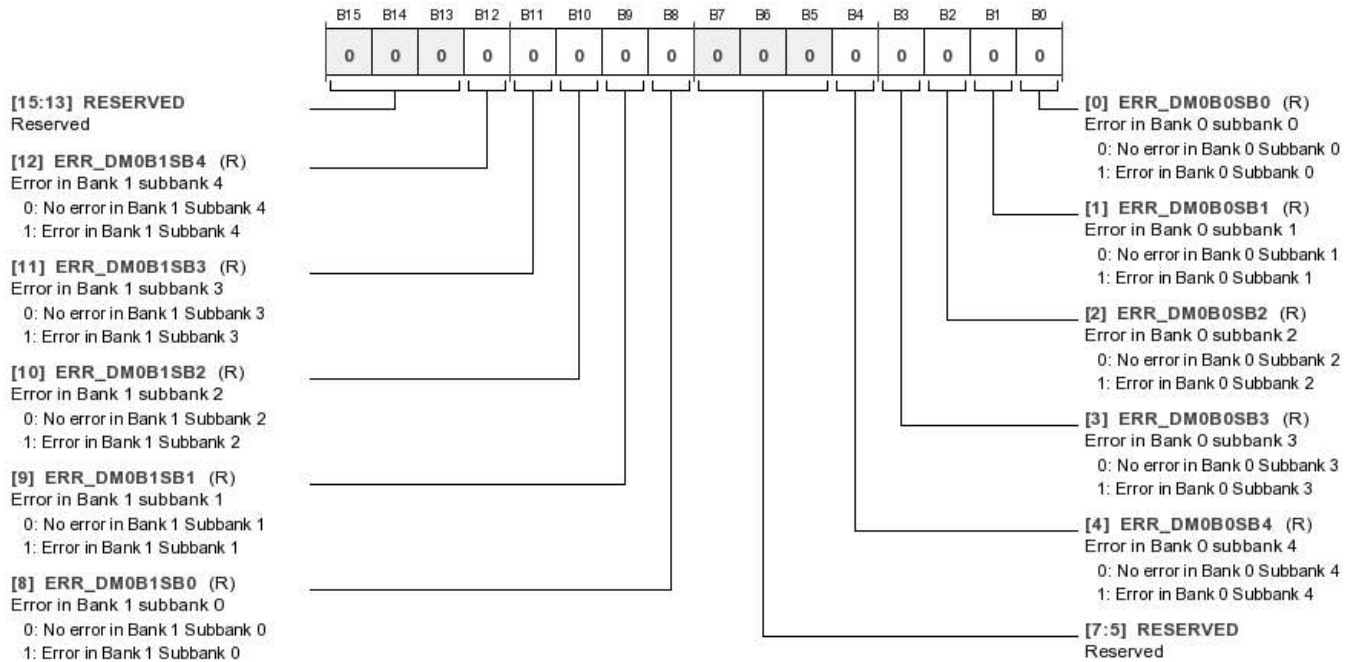 B15 B14 B13 B12 B11 B10 B9 B8 B7 B6 B5 B4 B3 B2 B1 B0
0 0 0 0 0 0 0 0 0 0 0 0 0 0 0 0
[15:13] RESERVED
Reserved
[12] ERR_DM0B1SB4 (R)
Error in Bank 1 subbank 4
0: No error in Bank 1 Subbank 4
1: Error in Bank 1 Subbank 4
[11] ERR_DM0B1SB3 (R)
Error in Bank 1 subbank 3
0: No error in Bank 1 Subbank 3
1: Error in Bank 1 Subbank 3
[10] ERR_DM0B1SB2 (R)
Error in Bank 1 subbank 2
0: No error in Bank 1 Subbank 2
1: Error in Bank 1 Subbank 2
[9] ERR_DM0B1SB1 (R)
Error in Bank 1 subbank 1
0: No error in Bank 1 Subbank 1
1: Error in Bank 1 Subbank 1
[8] ERR_DM0B1SB0 (R)
Error in Bank 1 subbank 0
0: No error in Bank 1 Subbank 0
1: Error in Bank 1 Subbank 0
[0] ERR_DM0B0SB0 (R)
Error in Bank 0 subbank 0
0: No error in Bank 0 Subbank 0
1: Error in Bank 0 Subbank 0
[1] ERR_DM0B0SB1 (R)
Error in Bank 0 subbank 1
0: No error in Bank 0 Subbank 1
1: Error in Bank 0 Subbank 1
[2] ERR_DM0B0SB2 (R)
Error in Bank 0 subbank 2
0: No error in Bank 0 Subbank 2
1: Error in Bank 0 Subbank 2
[3] ERR_DM0B0SB3 (R)
Error in Bank 0 subbank 3
0: No error in Bank 0 Subbank 3
1: Error in Bank 0 Subbank 3
[4] ERR_DM0B0SB4 (R)
Error in Bank 0 subbank 4
0: No error in Bank 0 Subbank 4
1: Error in Bank 0 Subbank 4
[7:5] RESERVED
Reserved